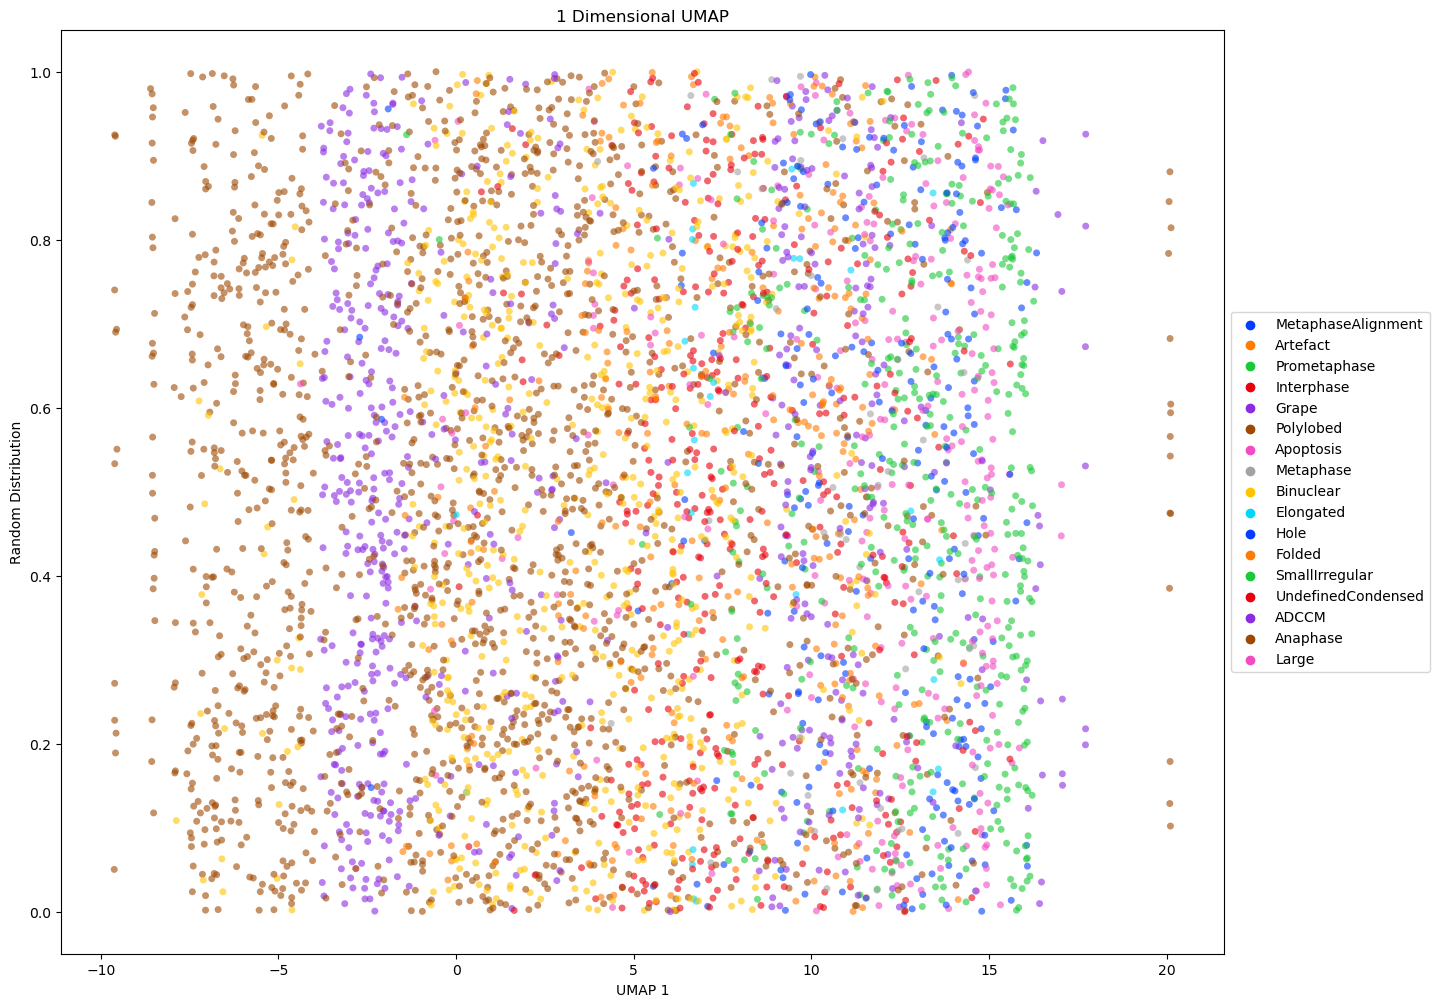 1 Dimensional UMAP
1.0
0.8
0.6
0.4
0.2
0.0
Random Distribution
−10
−5
0
5
10
15
20
UMAP 1
MetaphaseAlignment
Artefact
Prometaphase
Interphase
Grape
Polylobed
Apoptosis
Metaphase
Binuclear
Elongated
Hole
Folded
SmallIrregular
UndefinedCondensed
ADCCM
Anaphase
Large